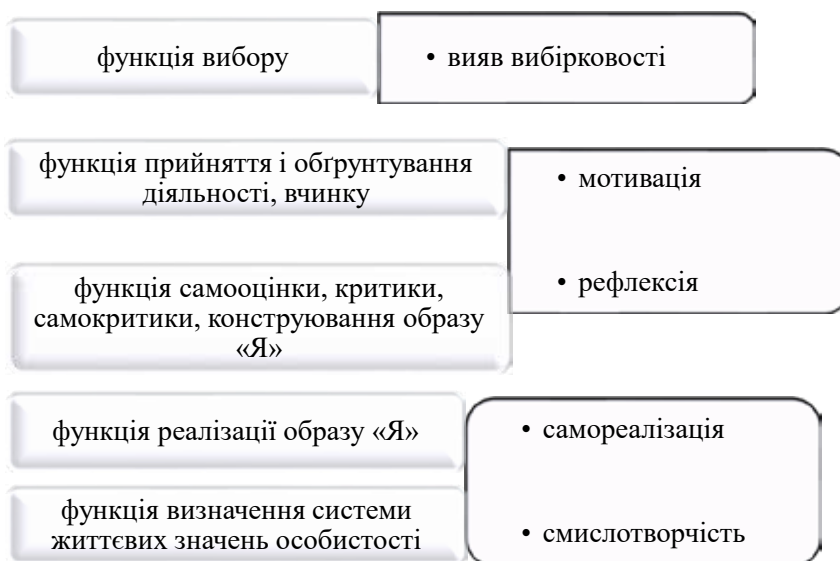 функція вибору
• вияв вибірковості
функція прийняття і обґрунтування
діяльності, вчинку
• мотивація
функція самооцінки, критики,
самокритики, конструювання образу
«Я»
• рефлексія
функція реалізації образу «Я»
• самореалізація
функція визначення системи
життєвих значень особистості
• смислотворчість